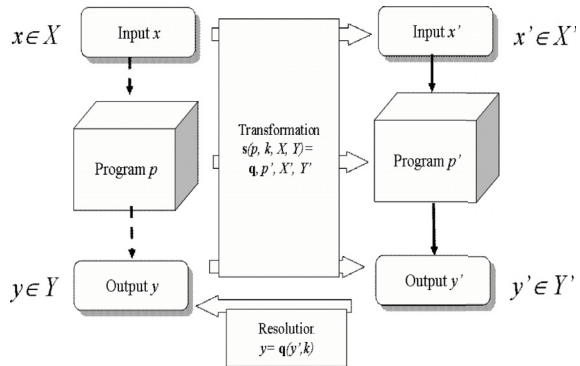 x∈X
Input x
Input x’
x’∈X’
Program p
Transformation
s(p, k, X, Y)=
q, p’, X’, Y’
Program p’
y∈Y
Output y
Output y’
y’∈Y’
Resolution
y= q(y’,k)